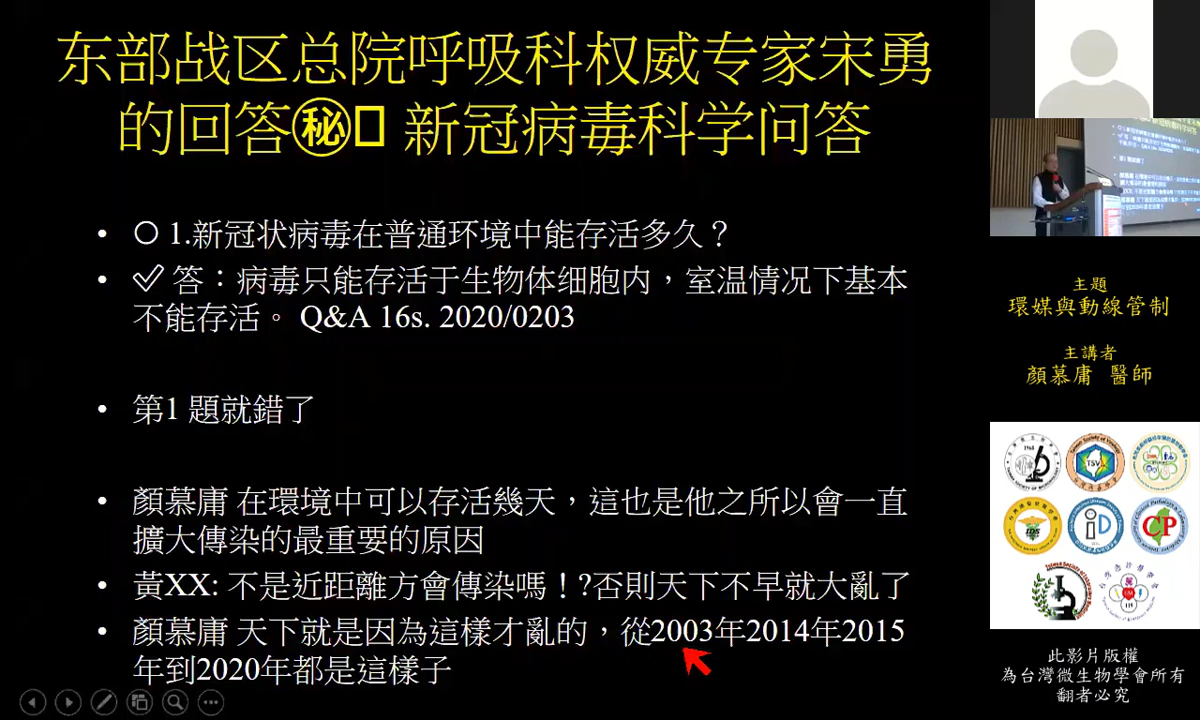 东部战区总院呼吸科权威专家宋勇
的回答㊙ 新冠病毒科学问答
• 〇 1.新冠状病毒在普通环境中能存活多久？
• ✓ 答：病毒只能存活于生物体细胞内，室温情况下基本
不能存活。 Q&A 16s. 2020/0203
• 第1 題就錯了
• 顏慕庸 在環境中可以存活幾天，這也是他之所以會一直
擴大傳染的最重要的原因
• 黃XX: 不是近距離方會傳染嗎！?否則天下不早就大亂了
• 顏慕庸 天下就是因為這樣才亂的，從2003年2014年2015
年到2020年都是這樣子
主題
環媒與動線管制
主講者
顏慕庸 醫師
TSV
iD
CP
此影片版權
為台灣微生物學會所有
翻者必究